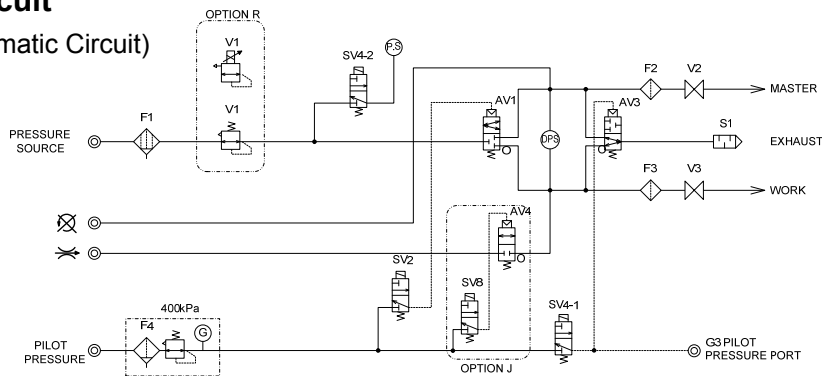 cuit
matic Circuit)
OPTION R
V1
V1
F1
PRESSURE
SOURCE
SV4-2
P.S
AV1
DPS
AV3
F2
V2
MASTER
S1
EXHAUST
F3
V3
WORK
AV4
SV2
SV8
SV4-1
OPTION J
400kPa
F4
G
PILOT
PRESSURE
G3 PILOT
PRESSURE PORT